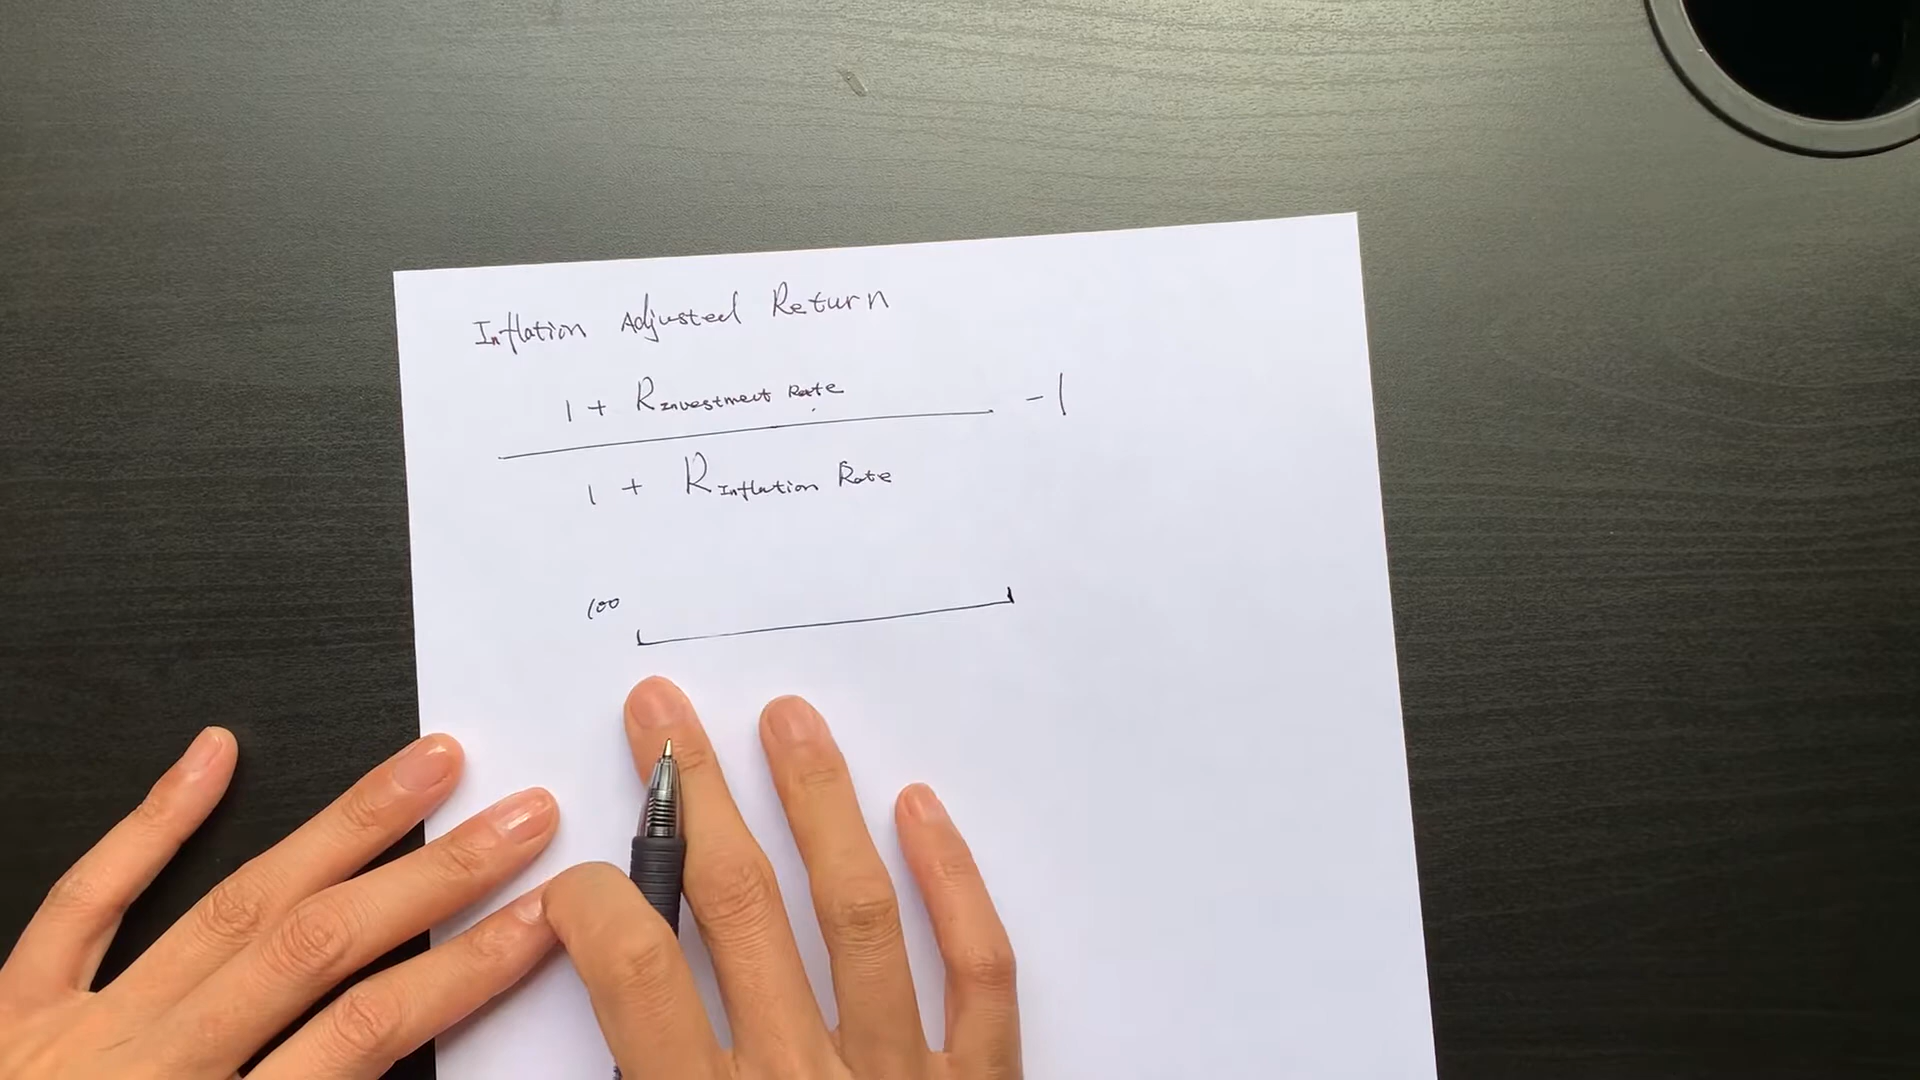 Inflation Adjusted Return
1 + R Investment Rate - 1
1 + R Inflation Rate
100